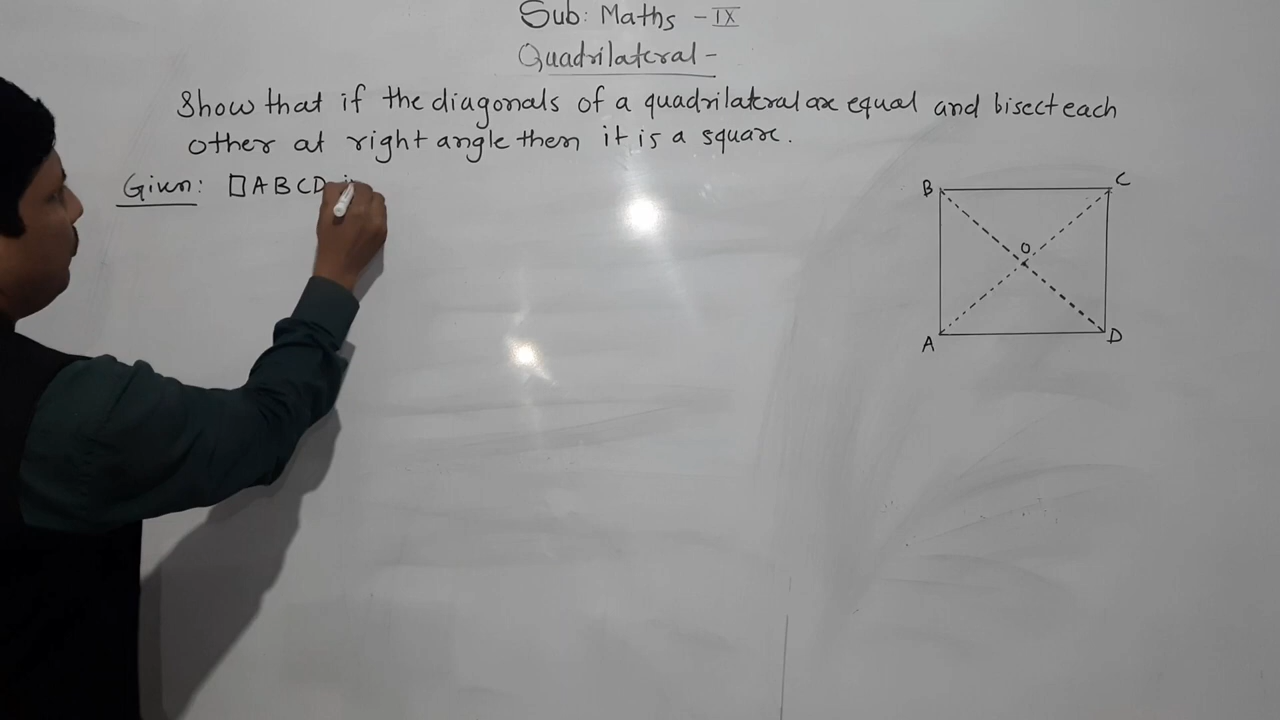 Sub: Maths - IX
Quadrilateral -
Show that if the diagonals of a quadrilateral are equal and bisect each
other at right angle then it is a square.
Given: □ABCD
B
C
O
A
D